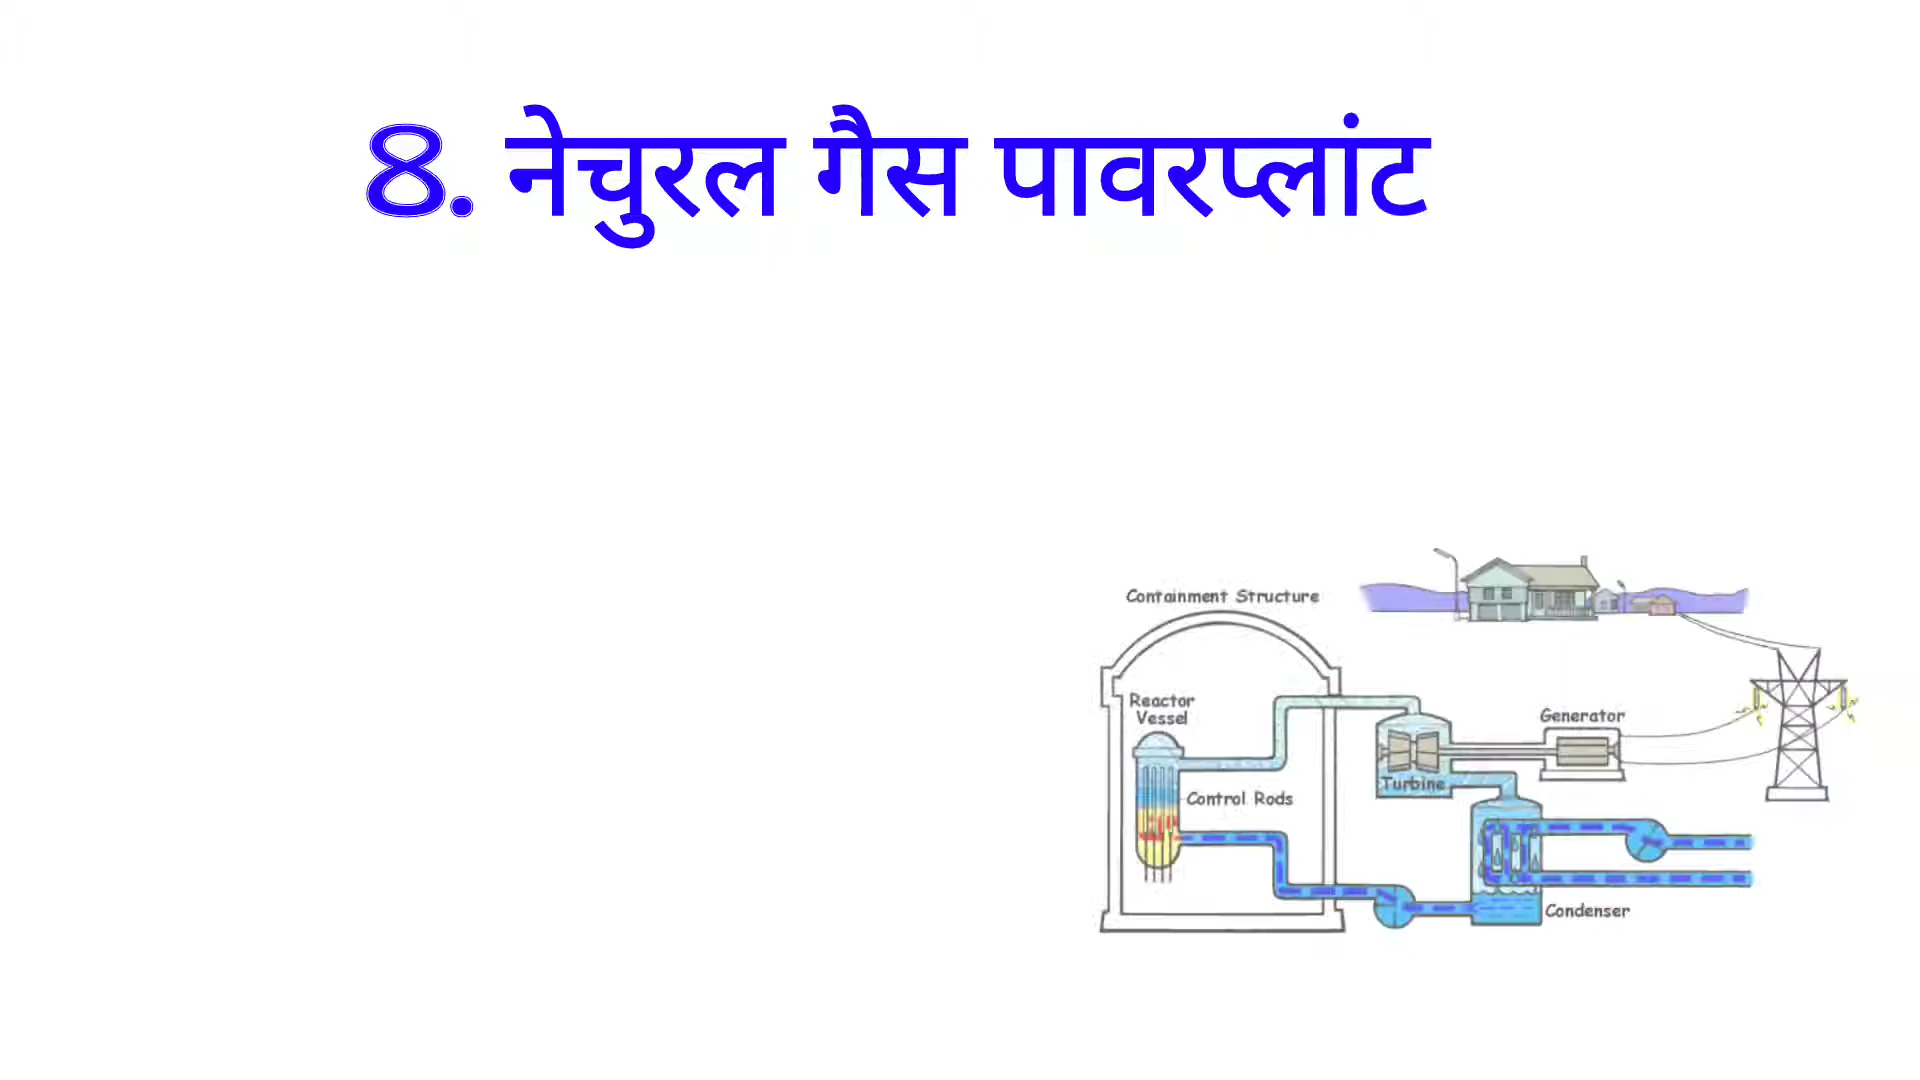 8. नेचुरल गैस पावरप्लांट
Containment Structure
Reactor
Vessel
Generator
Turbine
Control Rods
Condenser